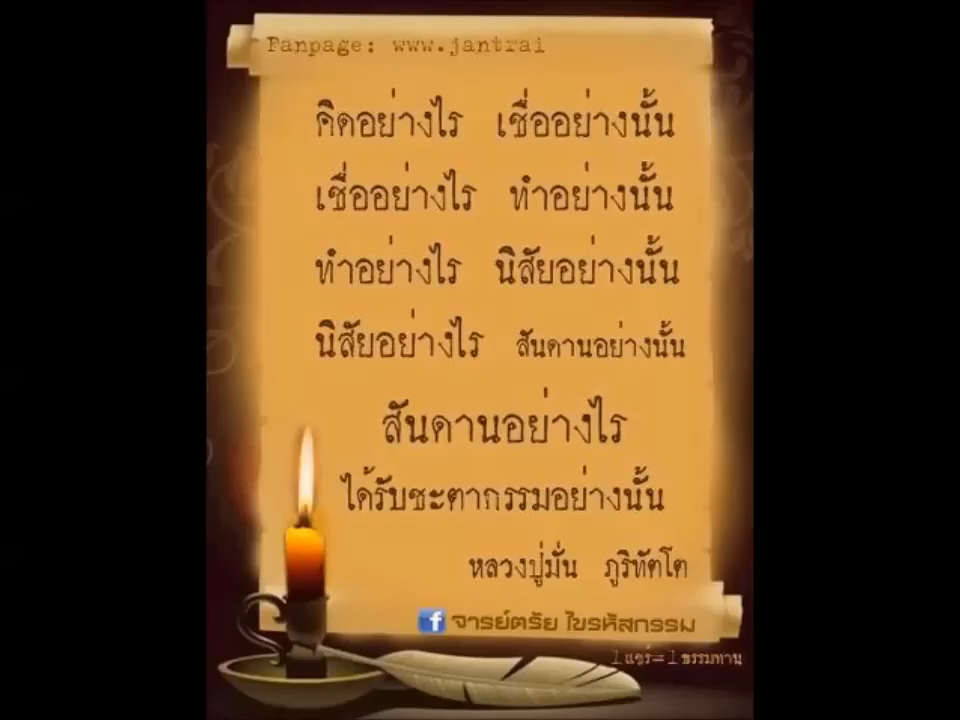 Fanpage: www.jantrai
คิดอย่างไร เชื่ออย่างนั้น
เชื่ออย่างไร ทำอย่างนั้น
ทำอย่างไร นิสัยอย่างนั้น
นิสัยอย่างไร สันดานอย่างนั้น
สันดานอย่างไร
ได้รับชะตากรรมอย่างนั้น
หลวงปู่มั่น ภูริทัตโต
f จารย์ตรัย ไขรหัสกรรม
1แชร์=1ธรรมทาน